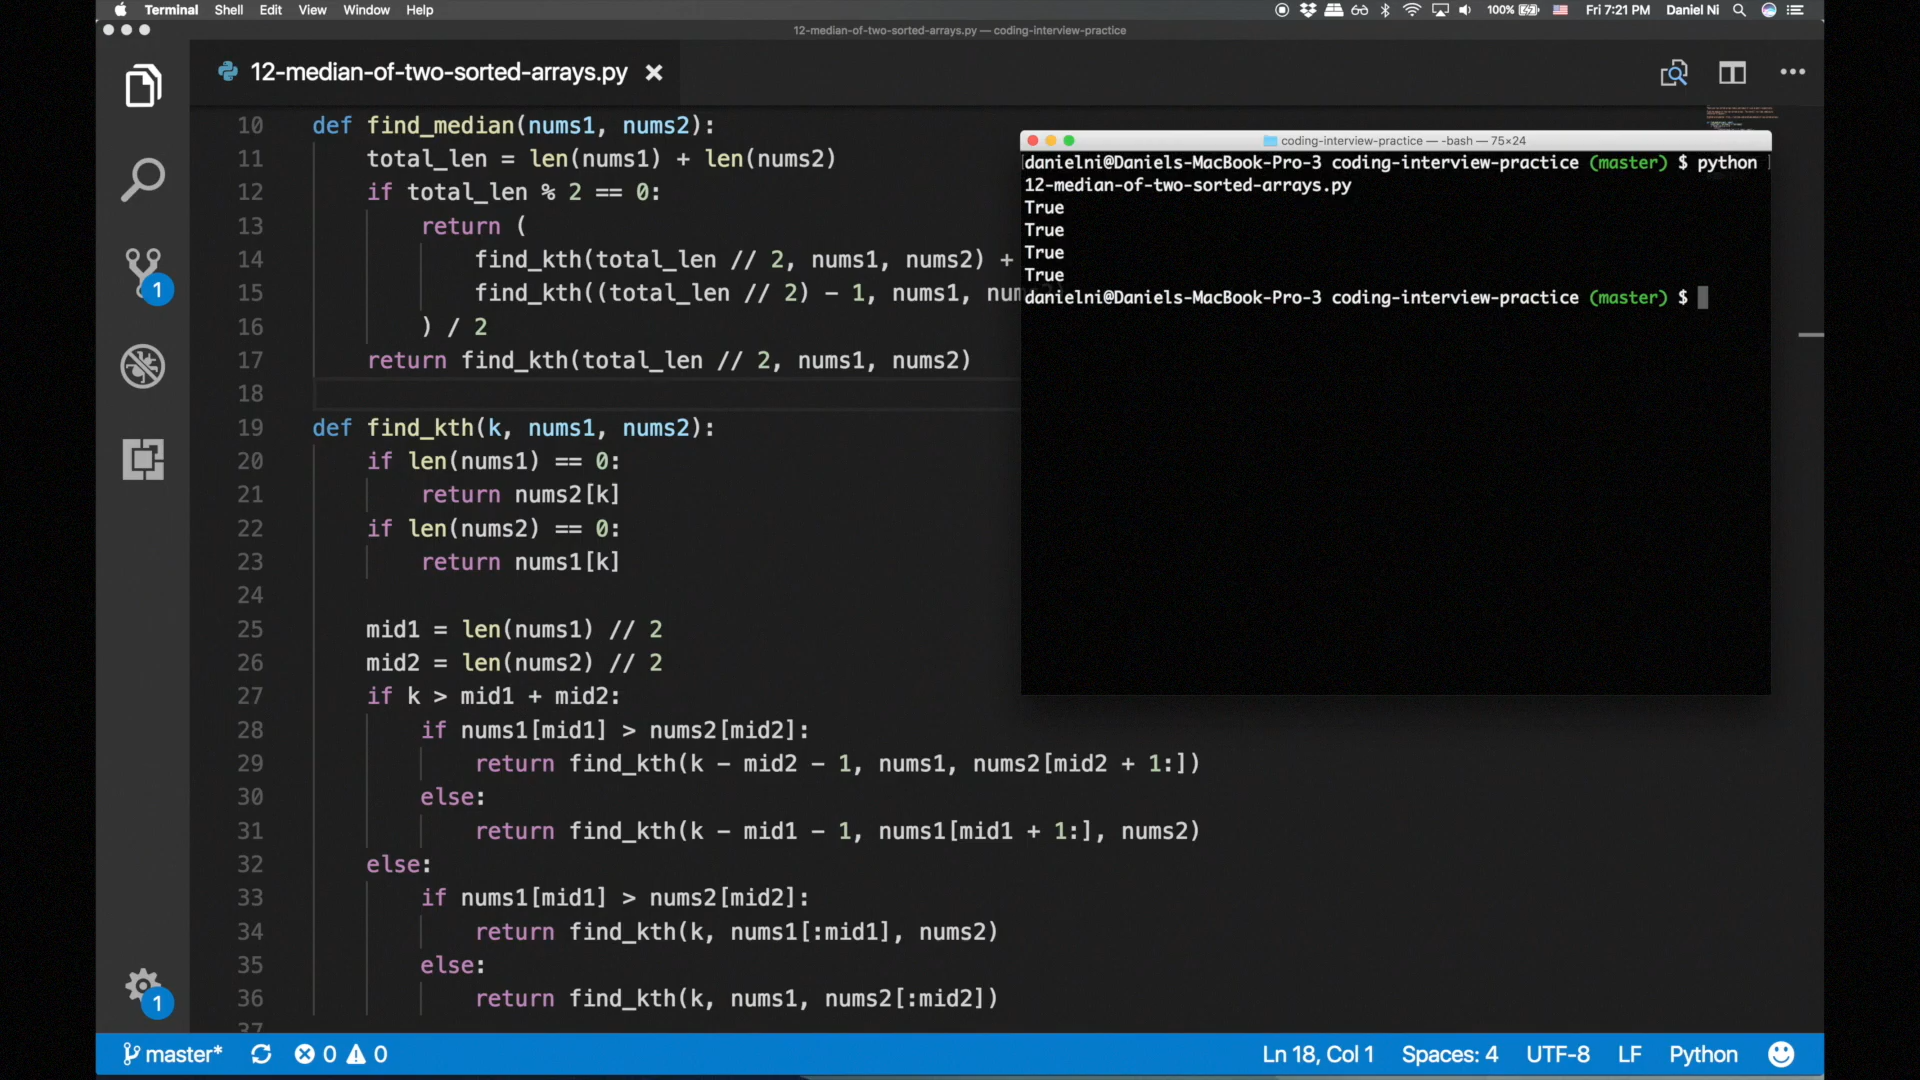 Terminal Shell Edit View Window Help 100% Fri 7:21 PM Daniel Ni
12-median-of-two-sorted-arrays.py — coding-interview-practice
12-median-of-two-sorted-arrays.py
10 def find_median(nums1, nums2):
11 total_len = len(nums1) + len(nums2)
12 if total_len % 2 == 0:
13 return (
14 find_kth(total_len // 2, nums1, nums2) +
15 find_kth((total_len // 2) - 1, nums1, num
16 ) / 2
17 return find_kth(total_len // 2, nums1, nums2)
18
19 def find_kth(k, nums1, nums2):
20 if len(nums1) == 0:
21 return nums2[k]
22 if len(nums2) == 0:
23 return nums1[k]
24
25 mid1 = len(nums1) // 2
26 mid2 = len(nums2) // 2
27 if k > mid1 + mid2:
28 if nums1[mid1] > nums2[mid2]:
29 return find_kth(k - mid2 - 1, nums1, nums2[mid2 + 1:])
30 else:
31 return find_kth(k - mid1 - 1, nums1[mid1 + 1:], nums2)
32 else:
33 if nums1[mid1] > nums2[mid2]:
34 return find_kth(k, nums1[:mid1], nums2)
35 else:
36 return find_kth(k, nums1, nums2[:mid2])
37
coding-interview-practice — -bash — 75×24
danielni@Daniels-MacBook-Pro-3 coding-interview-practice (master) $ python
12-median-of-two-sorted-arrays.py
True
True
True
True
danielni@Daniels-MacBook-Pro-3 coding-interview-practice (master) $
1
1
master* 0 0 Ln 18, Col 1 Spaces: 4 UTF-8 LF Python